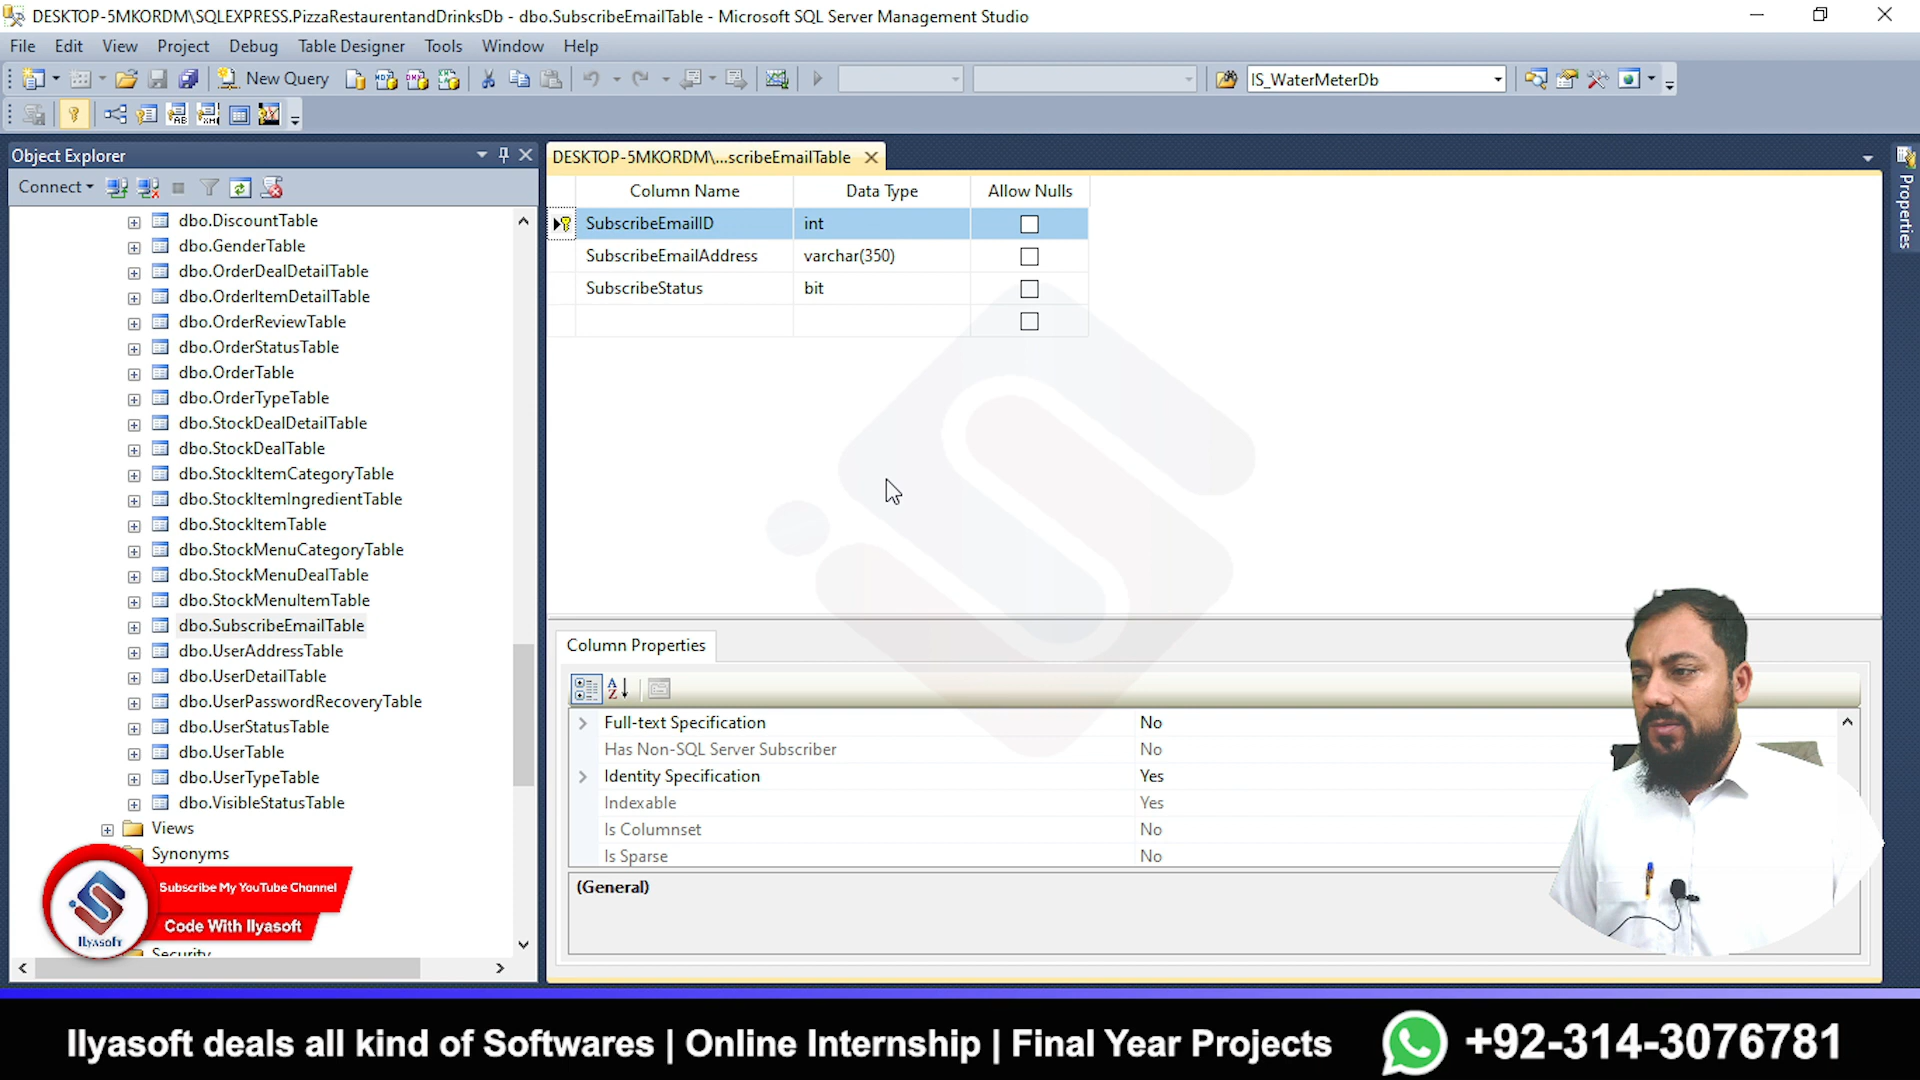 DESKTOP-5MKORDM\SQLEXPRESS.PizzaRestaurentandDrinksDb - dbo.SubscribeEmailTable - Microsoft SQL Server Management Studio
File Edit View Project Debug Table Designer Tools Window Help
New Query
IS_WaterMeterDb
Object Explorer
Connect
dbo.DiscountTable
dbo.GenderTable
dbo.OrderDealDetailTable
dbo.OrderItemDetailTable
dbo.OrderReviewTable
dbo.OrderStatusTable
dbo.OrderTable
dbo.OrderTypeTable
dbo.StockDealDetailTable
dbo.StockDealTable
dbo.StockItemCategoryTable
dbo.StockItemIngredientTable
dbo.StockItemTable
dbo.StockMenuCategoryTable
dbo.StockMenuDealTable
dbo.StockMenuItemTable
dbo.SubscribeEmailTable
dbo.UserAddressTable
dbo.UserDetailTable
dbo.UserPasswordRecoveryTable
dbo.UserStatusTable
dbo.UserTable
dbo.UserTypeTable
dbo.VisibleStatusTable
Views
Synonyms
Security
DESKTOP-5MKORDM\...scribeEmailTable
Column Name Data Type Allow Nulls
SubscribeEmailID int
SubscribeEmailAddress varchar(350)
SubscribeStatus bit
Column Properties
Full-text Specification No
Has Non-SQL Server Subscriber No
Identity Specification Yes
Indexable Yes
Is Columnset No
Is Sparse No
(General)
Properties
Subscribe My YouTube Channel
Code With Ilyasoft
Ilyasoft
Ilyasoft deals all kind of Softwares | Online Internship | Final Year Projects +92-314-3076781